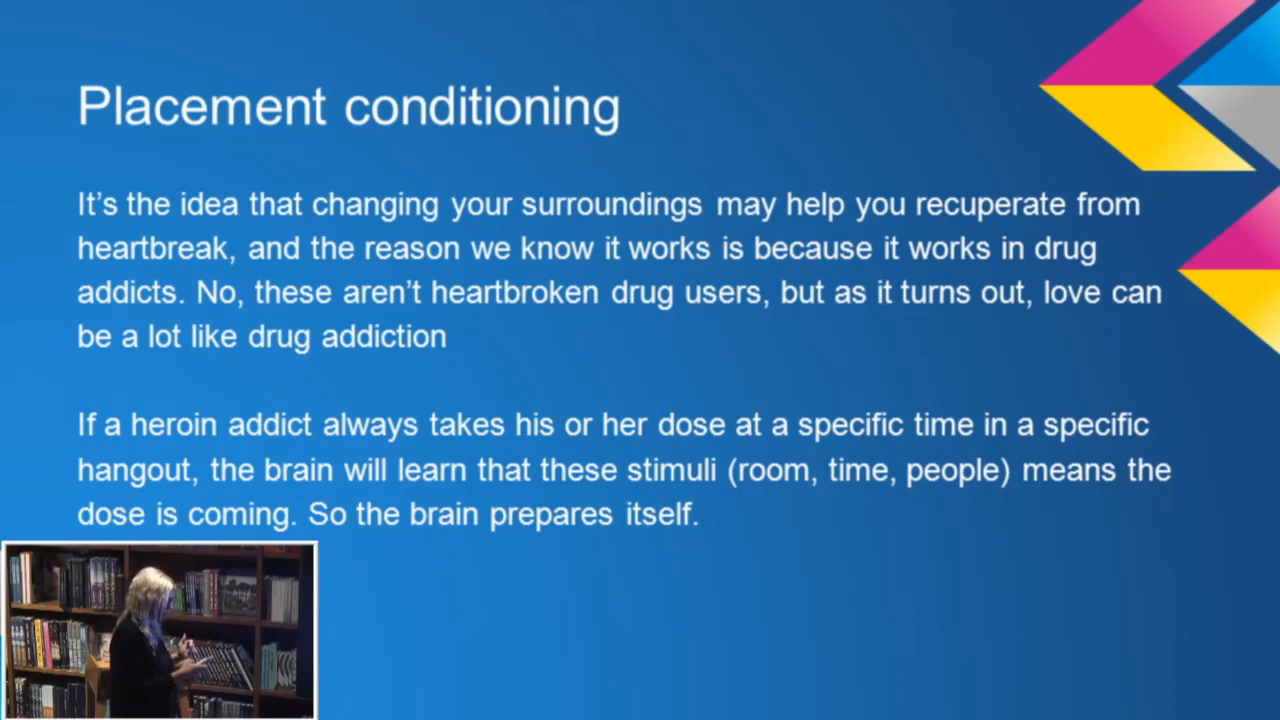 Placement conditioning
It’s the idea that changing your surroundings may help you recuperate from
heartbreak, and the reason we know it works is because it works in drug
addicts. No, these aren’t heartbroken drug users, but as it turns out, love can
be a lot like drug addiction
If a heroin addict always takes his or her dose at a specific time in a specific
hangout, the brain will learn that these stimuli (room, time, people) means the
dose is coming. So the brain prepares itself.